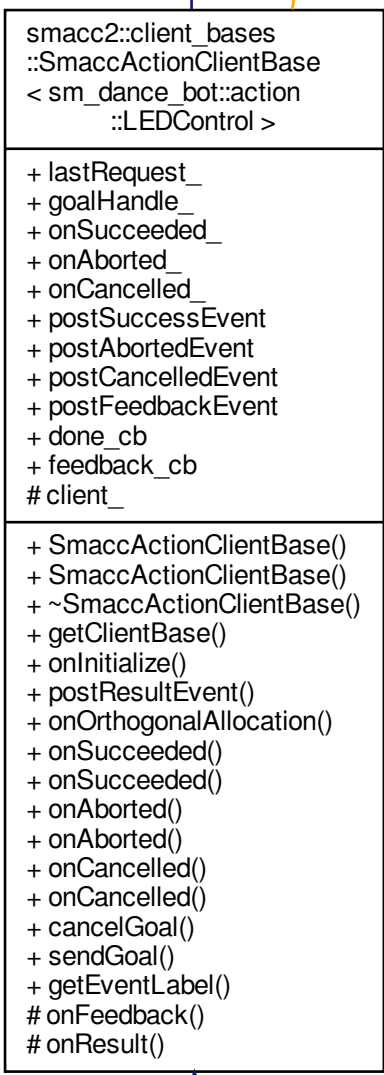 smacc2::client_bases
::SmaccActionClientBase
< sm_dance_bot::action
::LEDControl >
+ lastRequest_
+ goalHandle_
+ onSucceeded_
+ onAborted_
+ onCancelled_
+ postSuccessEvent
+ postAbortedEvent
+ postCancelledEvent
+ postFeedbackEvent
+ done_cb
+ feedback_cb
# client_
+ SmaccActionClientBase()
+ SmaccActionClientBase()
+ ~SmaccActionClientBase()
+ getClientBase()
+ onInitialize()
+ postResultEvent()
+ onOrthogonalAllocation()
+ onSucceeded()
+ onSucceeded()
+ onAborted()
+ onAborted()
+ onCancelled()
+ onCancelled()
+ cancelGoal()
+ sendGoal()
+ getEventLabel()
# onFeedback()
# onResult()